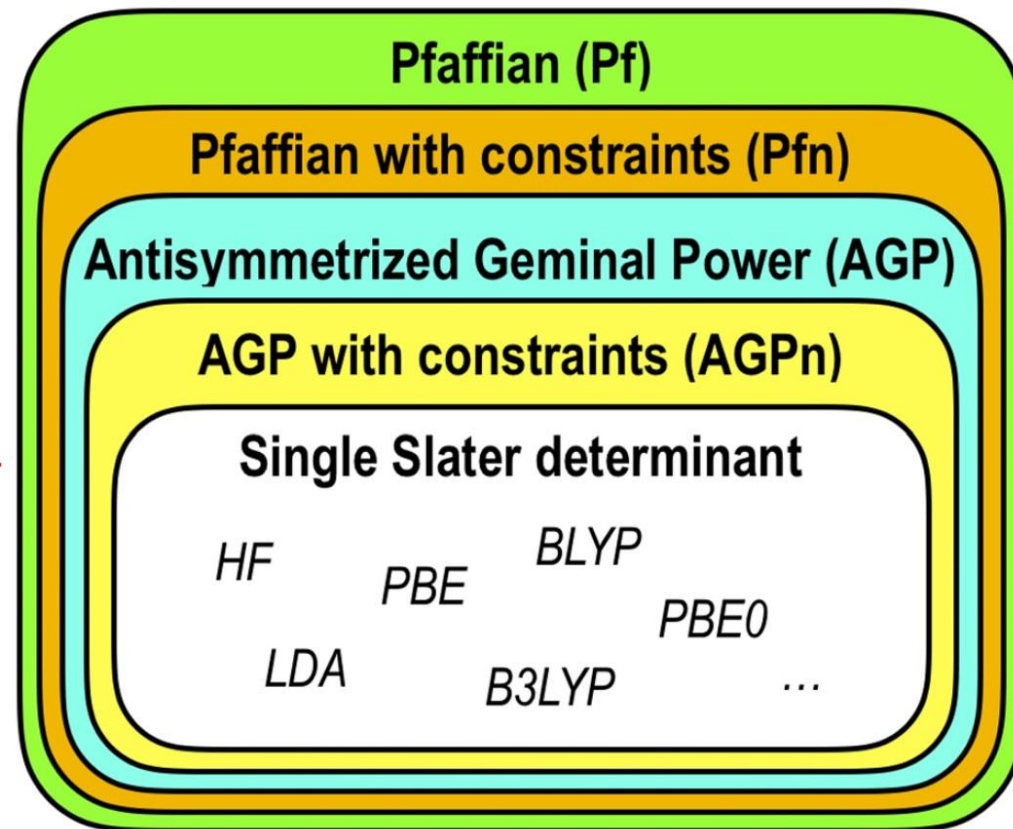 Pfaffian (Pf)
Pfaffian with constraints (Pfn)
Antisymmetrized Geminal Power (AGP)
AGP with constraints (AGPn)
Single Slater determinant
HF PBE BLYP
PBE0
LDA B3LYP ...